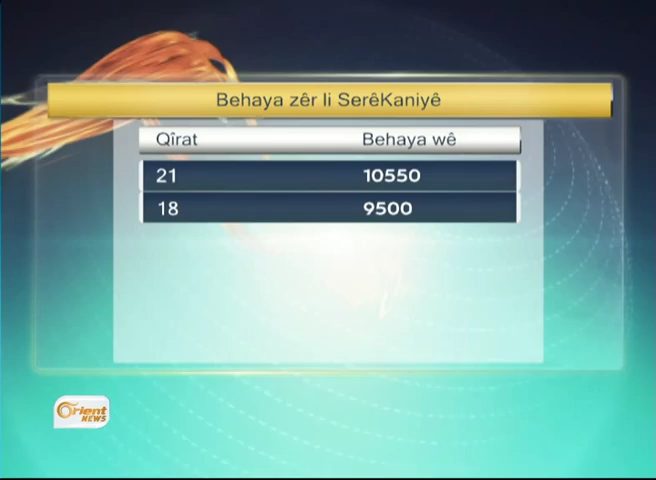 Behaya zêr li SerêKaniyê
Qîrat Behaya wê
21 10550
18 9500
Orient
NEWS